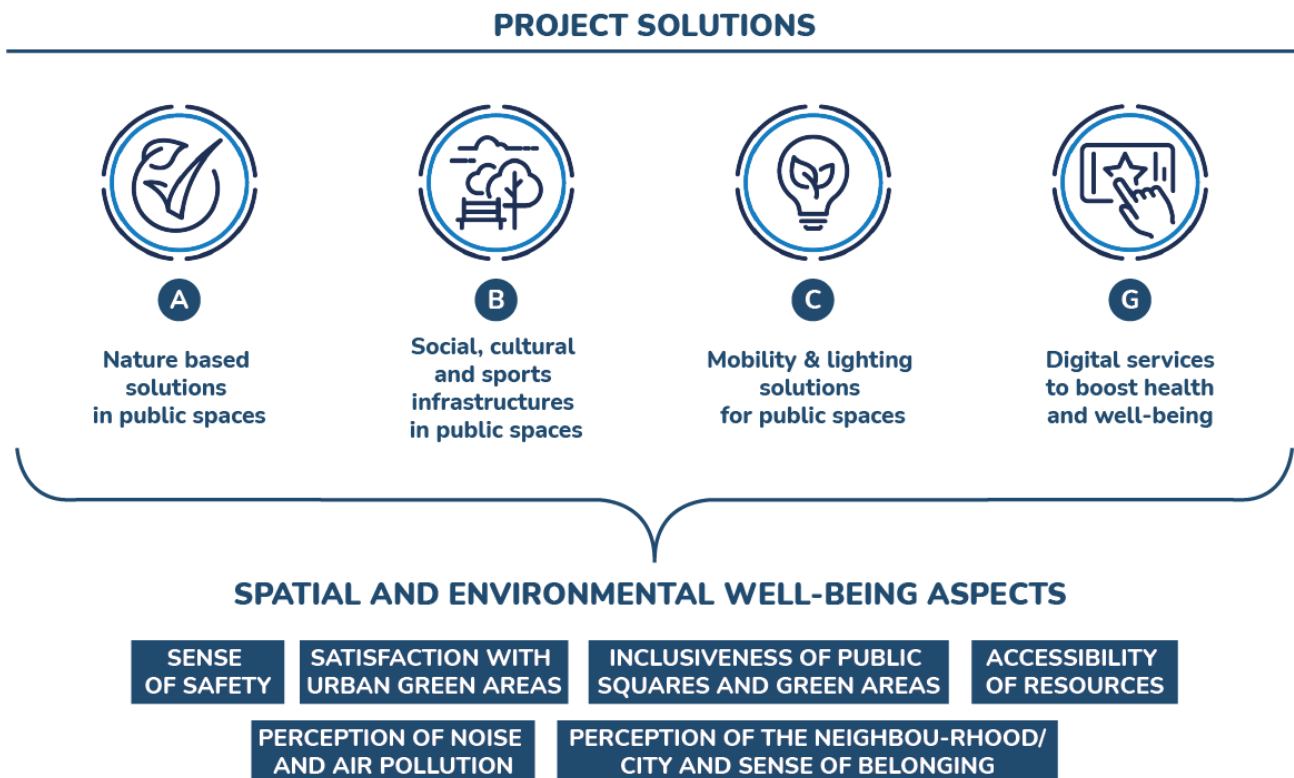 PROJECT SOLUTIONS
A
Nature based
solutions
in public spaces
B
Social, cultural
and sports
infrastructures
in public spaces
C
Mobility & lighting
solutions
for public spaces
G
Digital services
to boost health
and well-being
SPATIAL AND ENVIRONMENTAL WELL-BEING ASPECTS
SENSE
OF SAFETY
SATISFACTION WITH
URBAN GREEN AREAS
INCLUSIVENESS OF PUBLIC
SQUARES AND GREEN AREAS
ACCESSIBILITY
OF RESOURCES
PERCEPTION OF NOISE
AND AIR POLLUTION
PERCEPTION OF THE NEIGHBOU-RHOOD/
CITY AND SENSE OF BELONGING